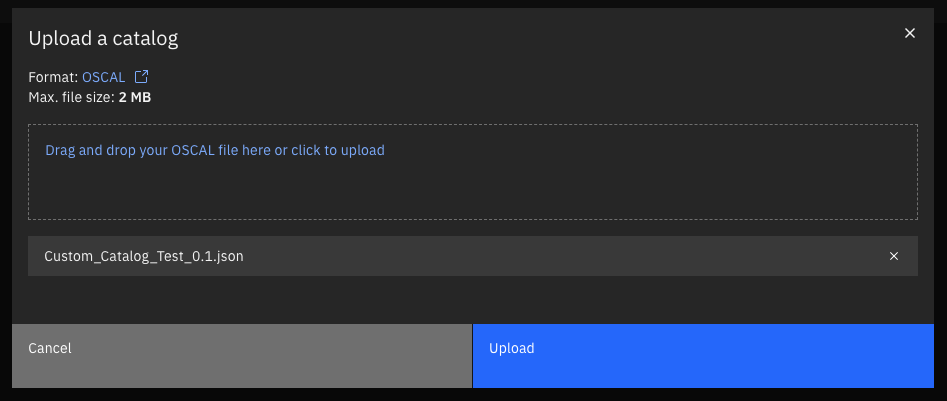 Upload a catalog
Format: OSCAL
Max. file size: 2 MB
Drag and drop your OSCAL file here or click to upload
Custom_Catalog_Test_0.1.json
Cancel
Upload